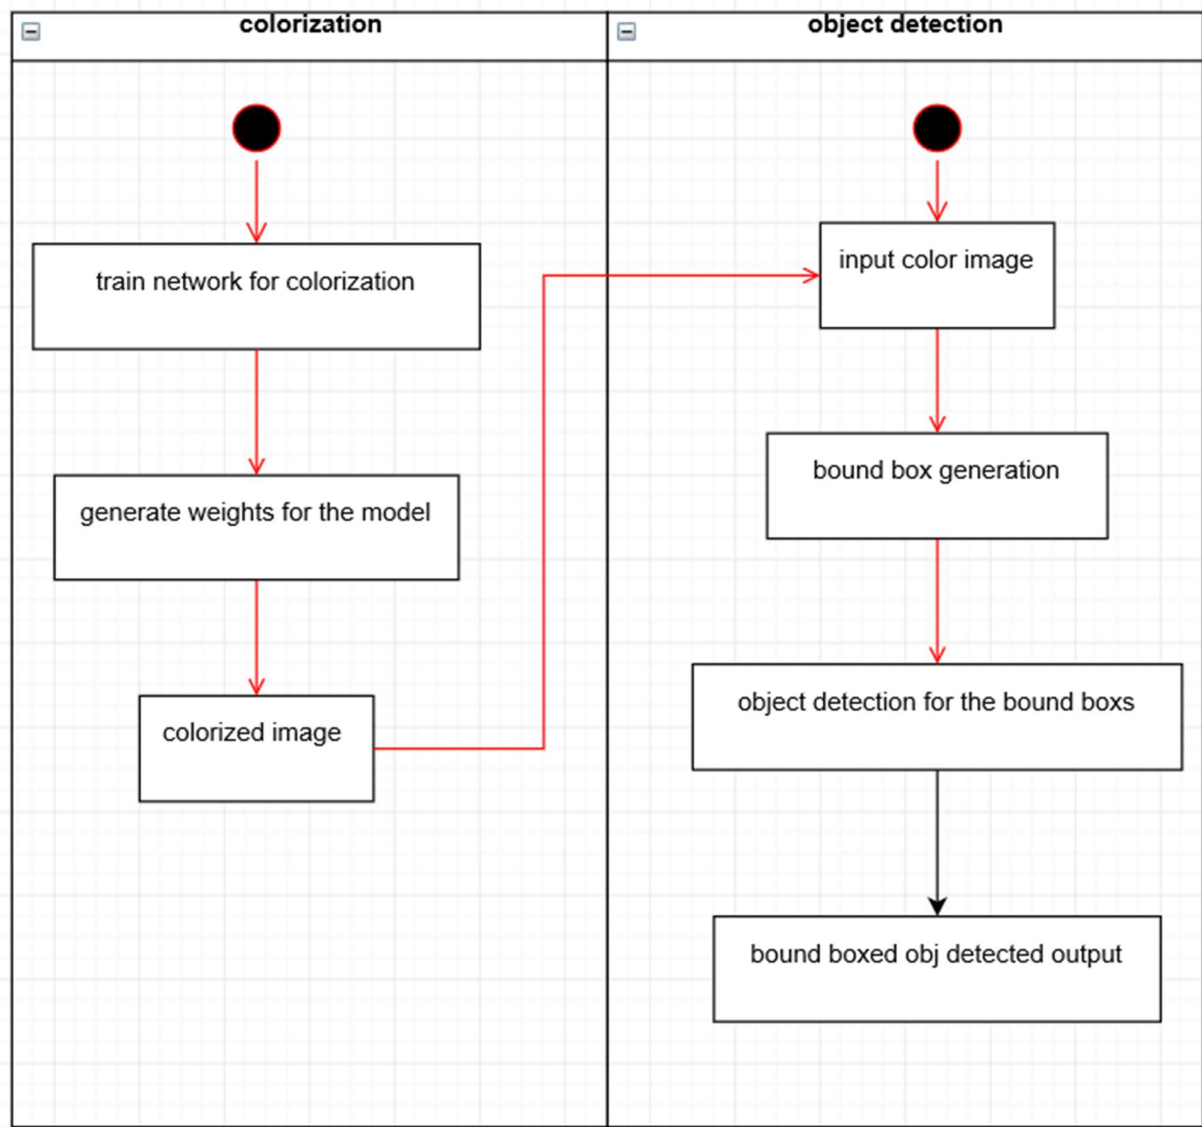 colorization
object detection
train network for colorization
generate weights for the model
colorized image
input color image
bound box generation
object detection for the bound boxs
bound boxed obj detected output